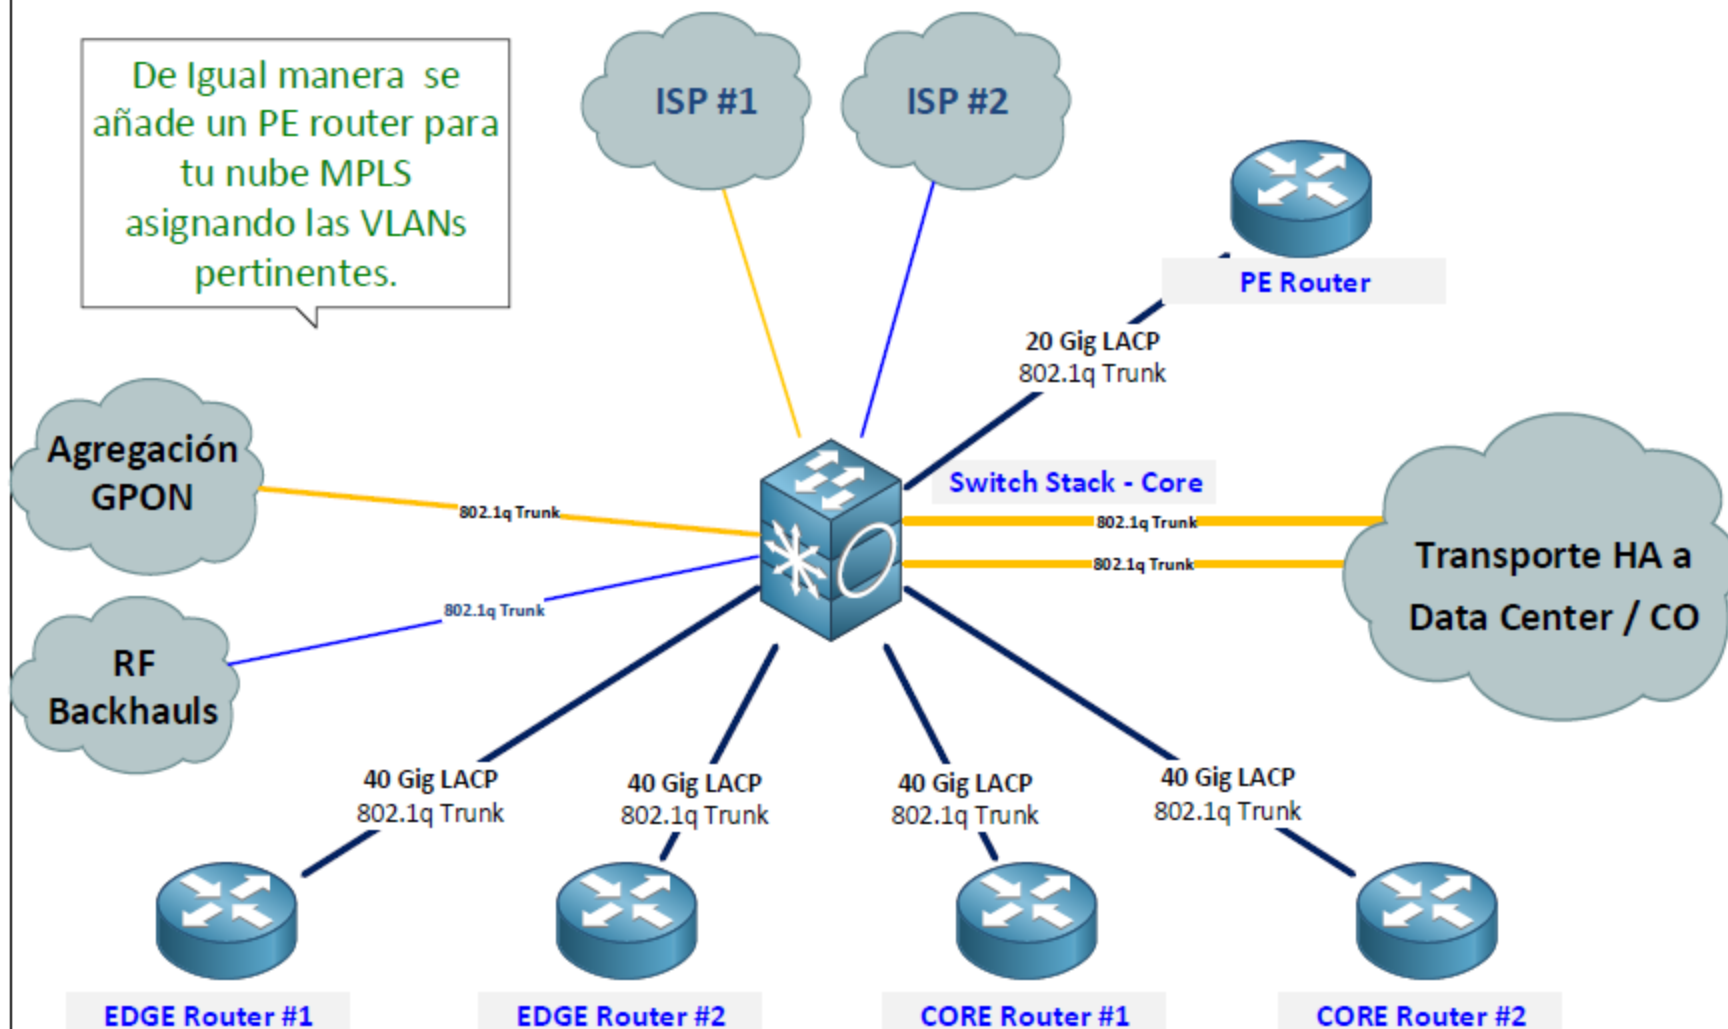 De Igual manera se
añade un PE router para
tu nube MPLS
asignando las VLANs
pertinentes.
ISP #1
ISP #2
PE Router
20 Gig LACP
802.1q Trunk
Agregación
GPON
802.1q Trunk
Switch Stack - Core
802.1q Trunk
802.1q Trunk
Transporte HA a
Data Center / CO
RF
Backhauls
802.1q Trunk
40 Gig LACP
802.1q Trunk
40 Gig LACP
802.1q Trunk
40 Gig LACP
802.1q Trunk
40 Gig LACP
802.1q Trunk
EDGE Router #1
EDGE Router #2
CORE Router #1
CORE Router #2